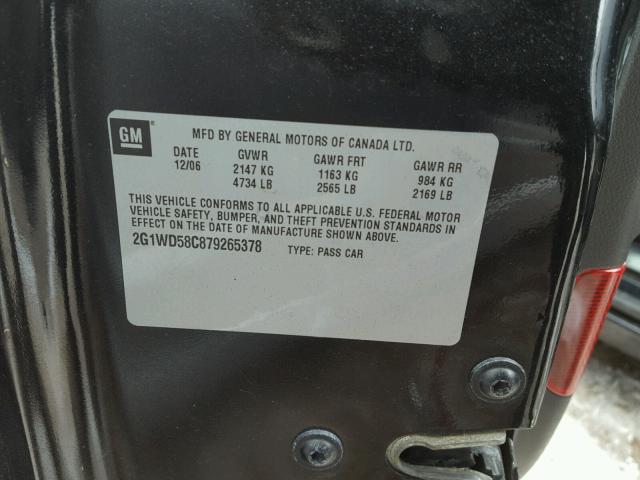 GM
MFD BY GENERAL MOTORS OF CANADA LTD.
DATE GVWR GAWR FRT GAWR RR
12/06 2147 KG 1163 KG 984 KG
4734 LB 2565 LB 2169 LB
THIS VEHICLE CONFORMS TO ALL APPLICABLE U.S. FEDERAL MOTOR
VEHICLE SAFETY, BUMPER, AND THEFT PREVENTION STANDARDS IN
EFFECT ON THE DATE OF MANUFACTURE SHOWN ABOVE.
2G1WD58C879265378 TYPE: PASS CAR